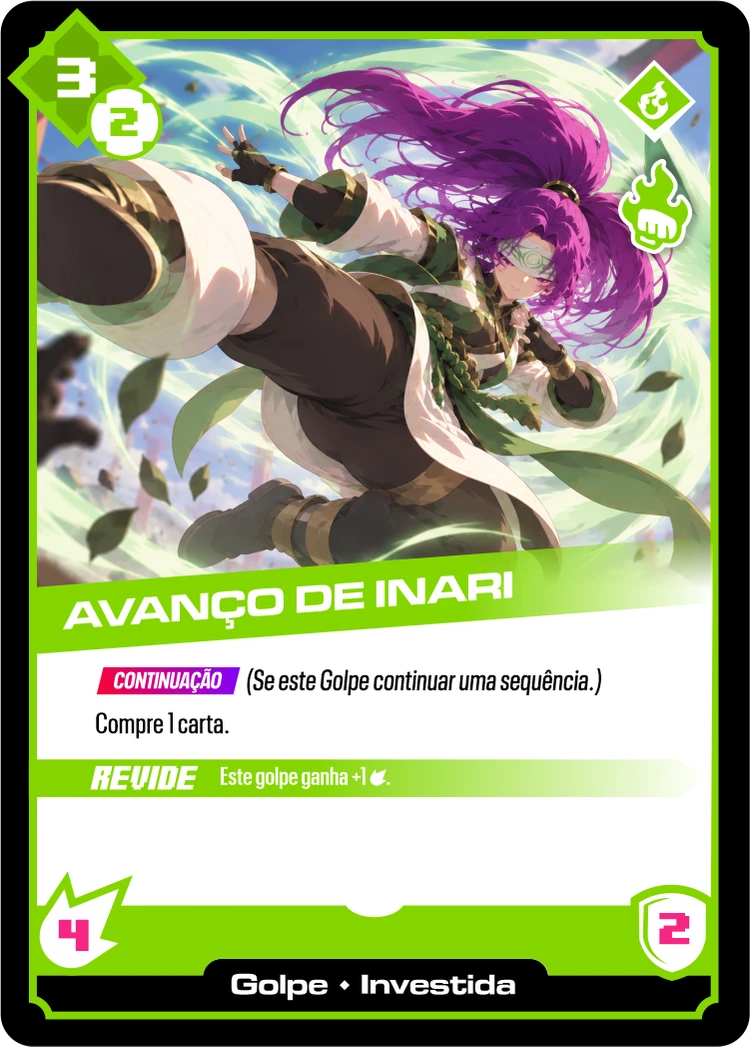 3
2
AVANÇO DE INARI
CONTINUAÇÃO (Se este Golpe continuar uma sequência.)
Compre 1 carta.
REVIDE Este golpe ganha +1.
4
2
Golpe • Investida